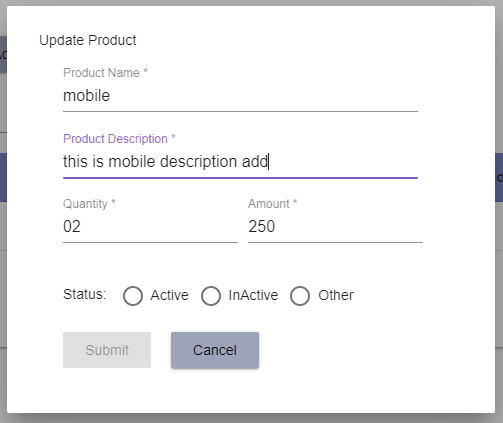 Update Product
Product Name *
mobile
Product Description *
this is mobile description add
Quantity * Amount *
02 250
Status: Active InActive Other
Submit Cancel